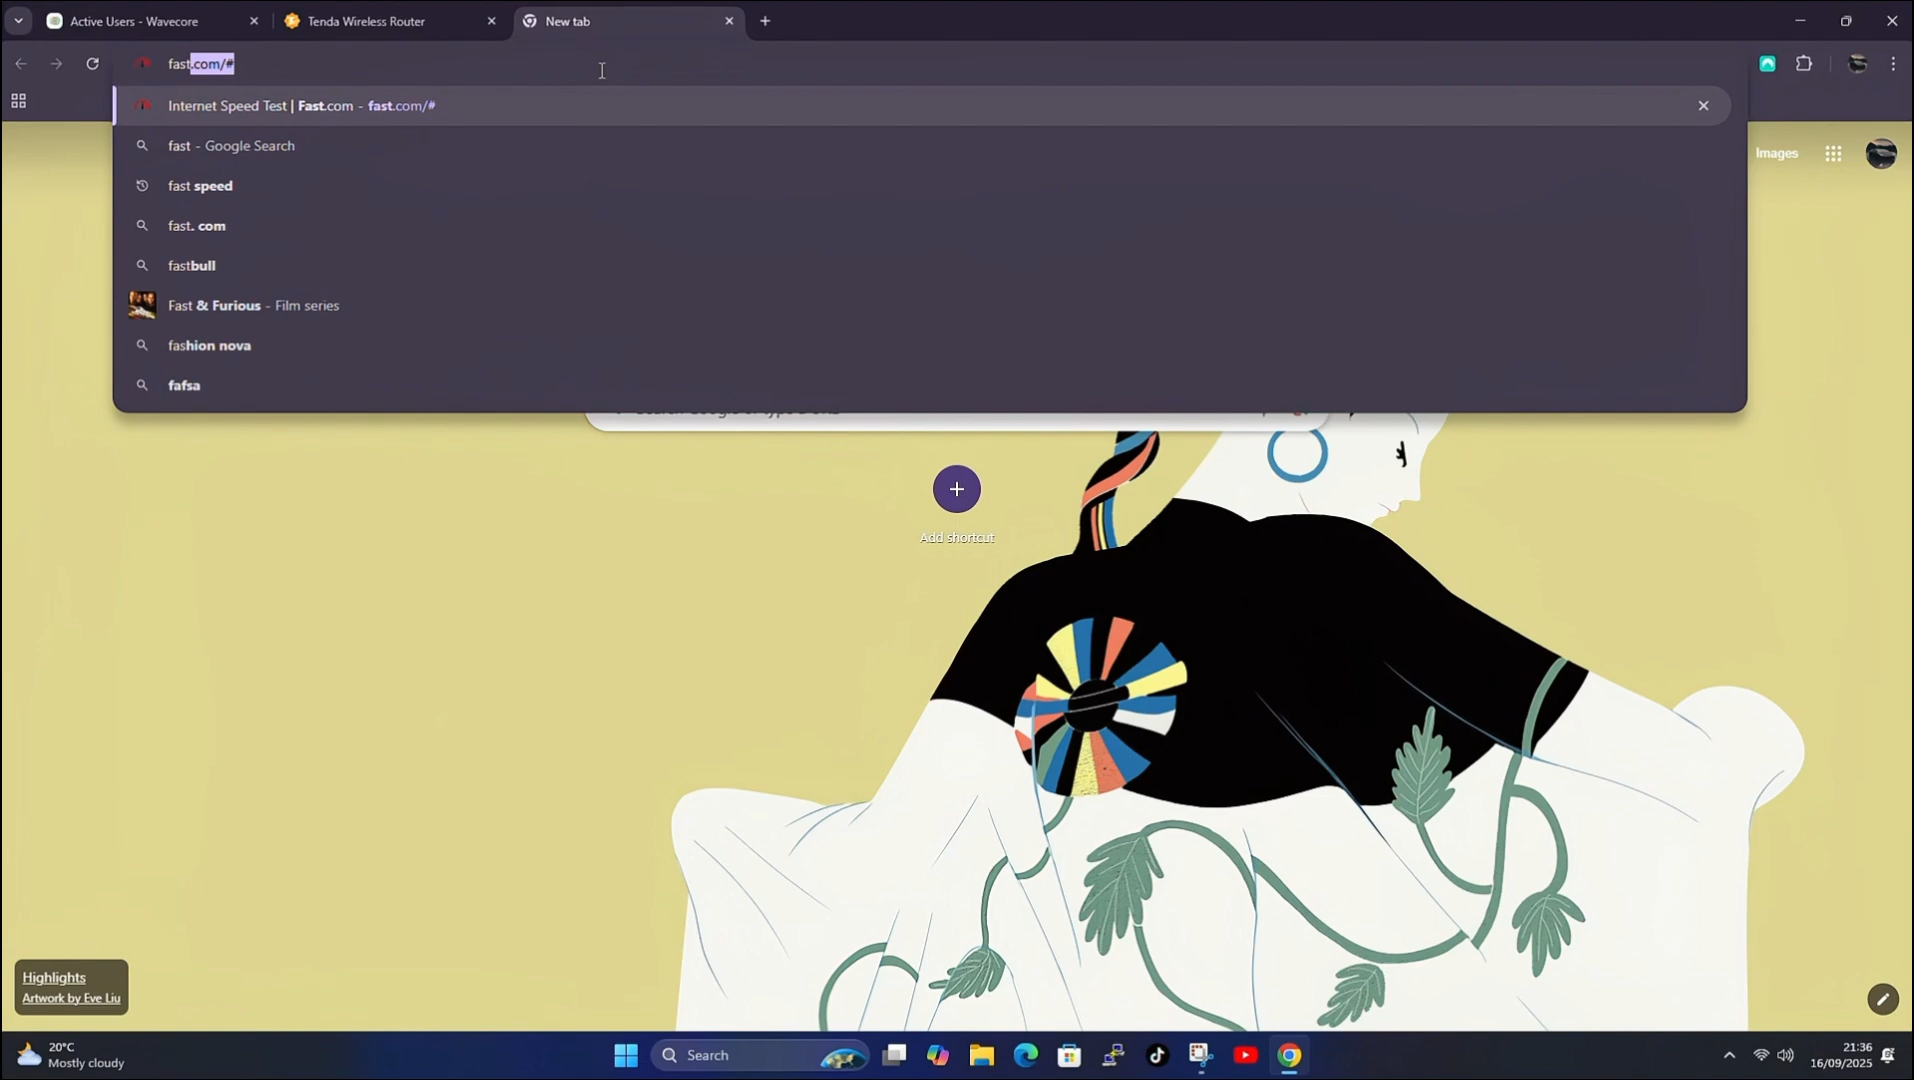 Active Users - Wavecore
Tenda Wireless Router
New tab
fast.com/#
Internet Speed Test | Fast.com - fast.com/#
fast - Google Search
fast speed
fast. com
fastbull
Fast & Furious - Film series
fashion nova
fafsa
Images
Add shortcut
Highlights
Artwork by Eve Liu
20°C
Mostly cloudy
Search
21:36
16/09/2025